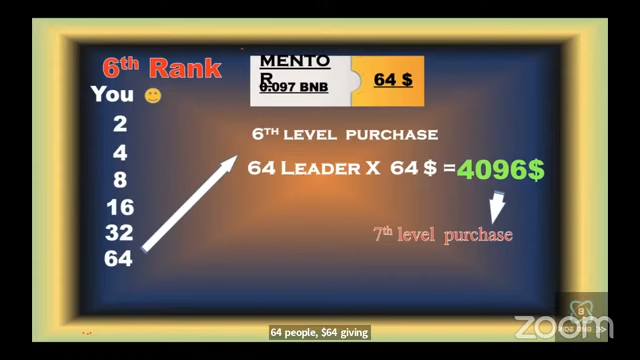 6th Rank
You
2
4
8
16
32
64
MENTO
R
0.097 BNB
64 $
6TH LEVEL PURCHASE
64 LEADER X 64 $ =4096$
7th level purchase
64 people, $64 giving
zoom